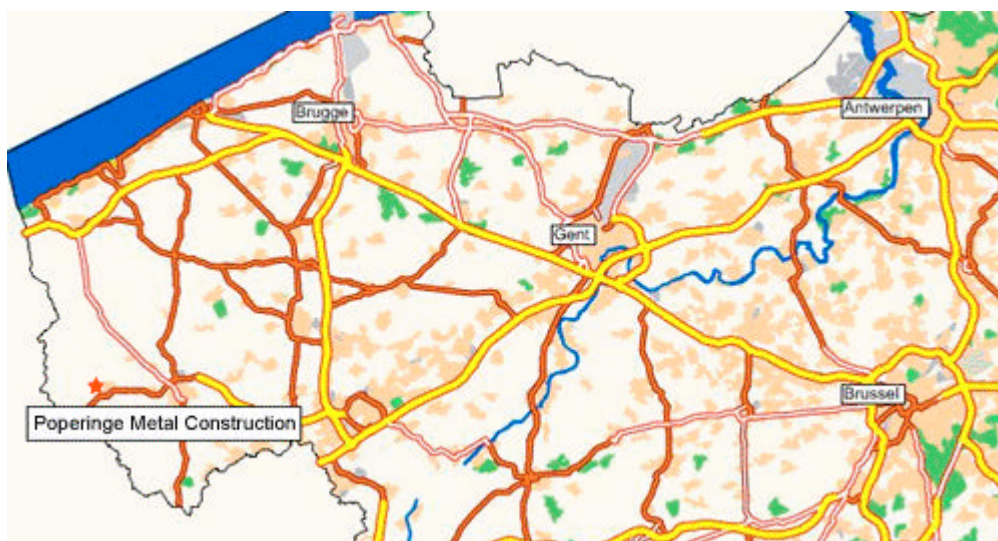 Brugge
Antwerpen
Gent
Brussel
Poperinge Metal Construction